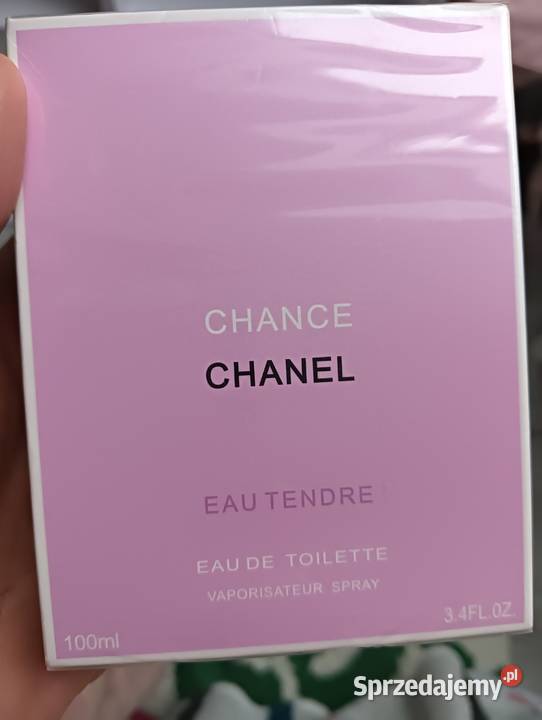 CHANCE
CHANEL
EAU TENDRE
EAU DE TOILETTE
VAPORISATEUR SPRAY
3.4FL.OZ.
100ml
Sprzedajemy.pl